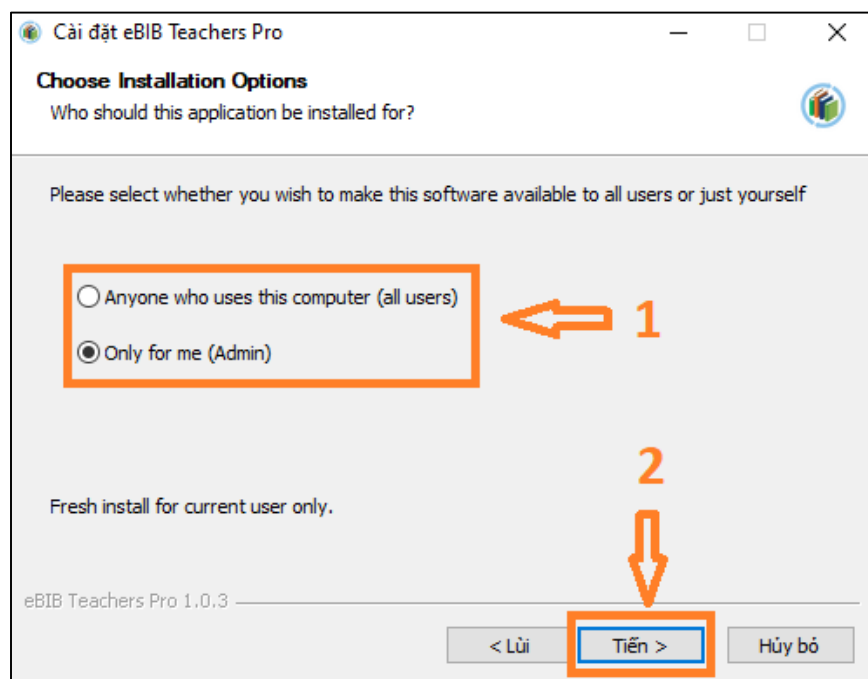 Cài đặt eBIB Teachers Pro
Choose Installation Options
Who should this application be installed for?
Please select whether you wish to make this software available to all users or just yourself
Anyone who uses this computer (all users)
1
Only for me (Admin)
2
Fresh install for current user only.
eBIB Teachers Pro 1.0.3
< Lùi
Tiến >
Hủy bỏ